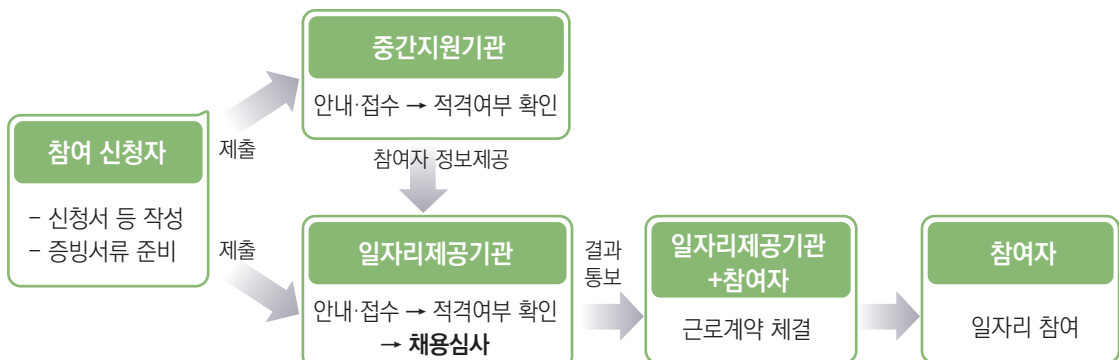 중간지원기관
안내·접수 → 적격여부 확인
참여 신청자
- 신청서 등 작성
- 증빙서류 준비
제출
제출
참여자 정보제공
일자리제공기관
안내·접수 → 적격여부 확인
→ 채용심사
결과
통보
일자리제공기관
+참여자
근로계약 체결
참여자
일자리 참여